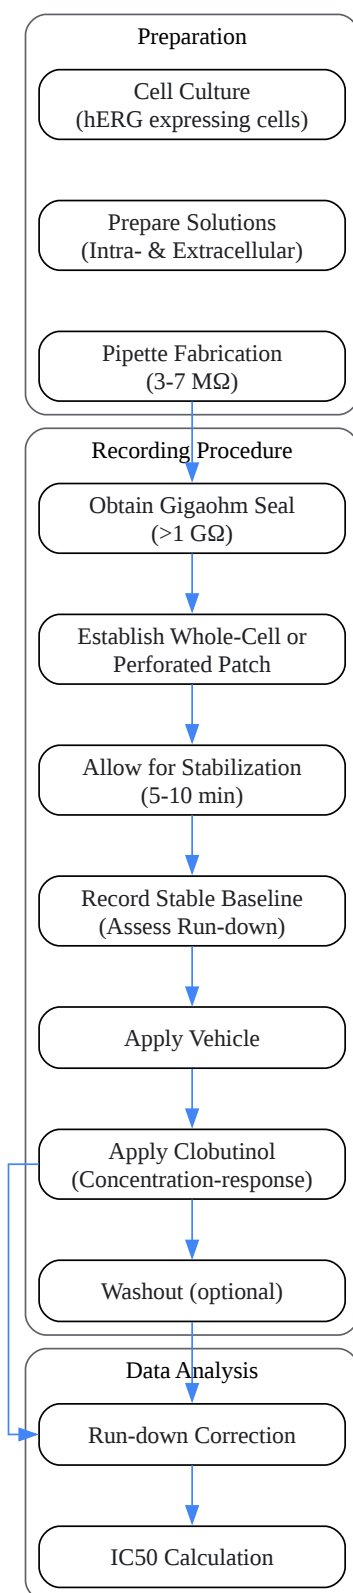 Preparation
Cell Culture
(hERG expressing cells)
Prepare Solutions
(Intra- & Extracellular)
Pipette Fabrication
(3-7 MΩ)
Recording Procedure
Obtain Gigaohm Seal
(>1 GΩ)
Establish Whole-Cell or
Perforated Patch
Allow for Stabilization
(5-10 min)
Record Stable Baseline
(Assess Run-down)
Apply Vehicle
Apply Clobutinol
(Concentration-response)
Washout (optional)
Data Analysis
Run-down Correction
IC50 Calculation